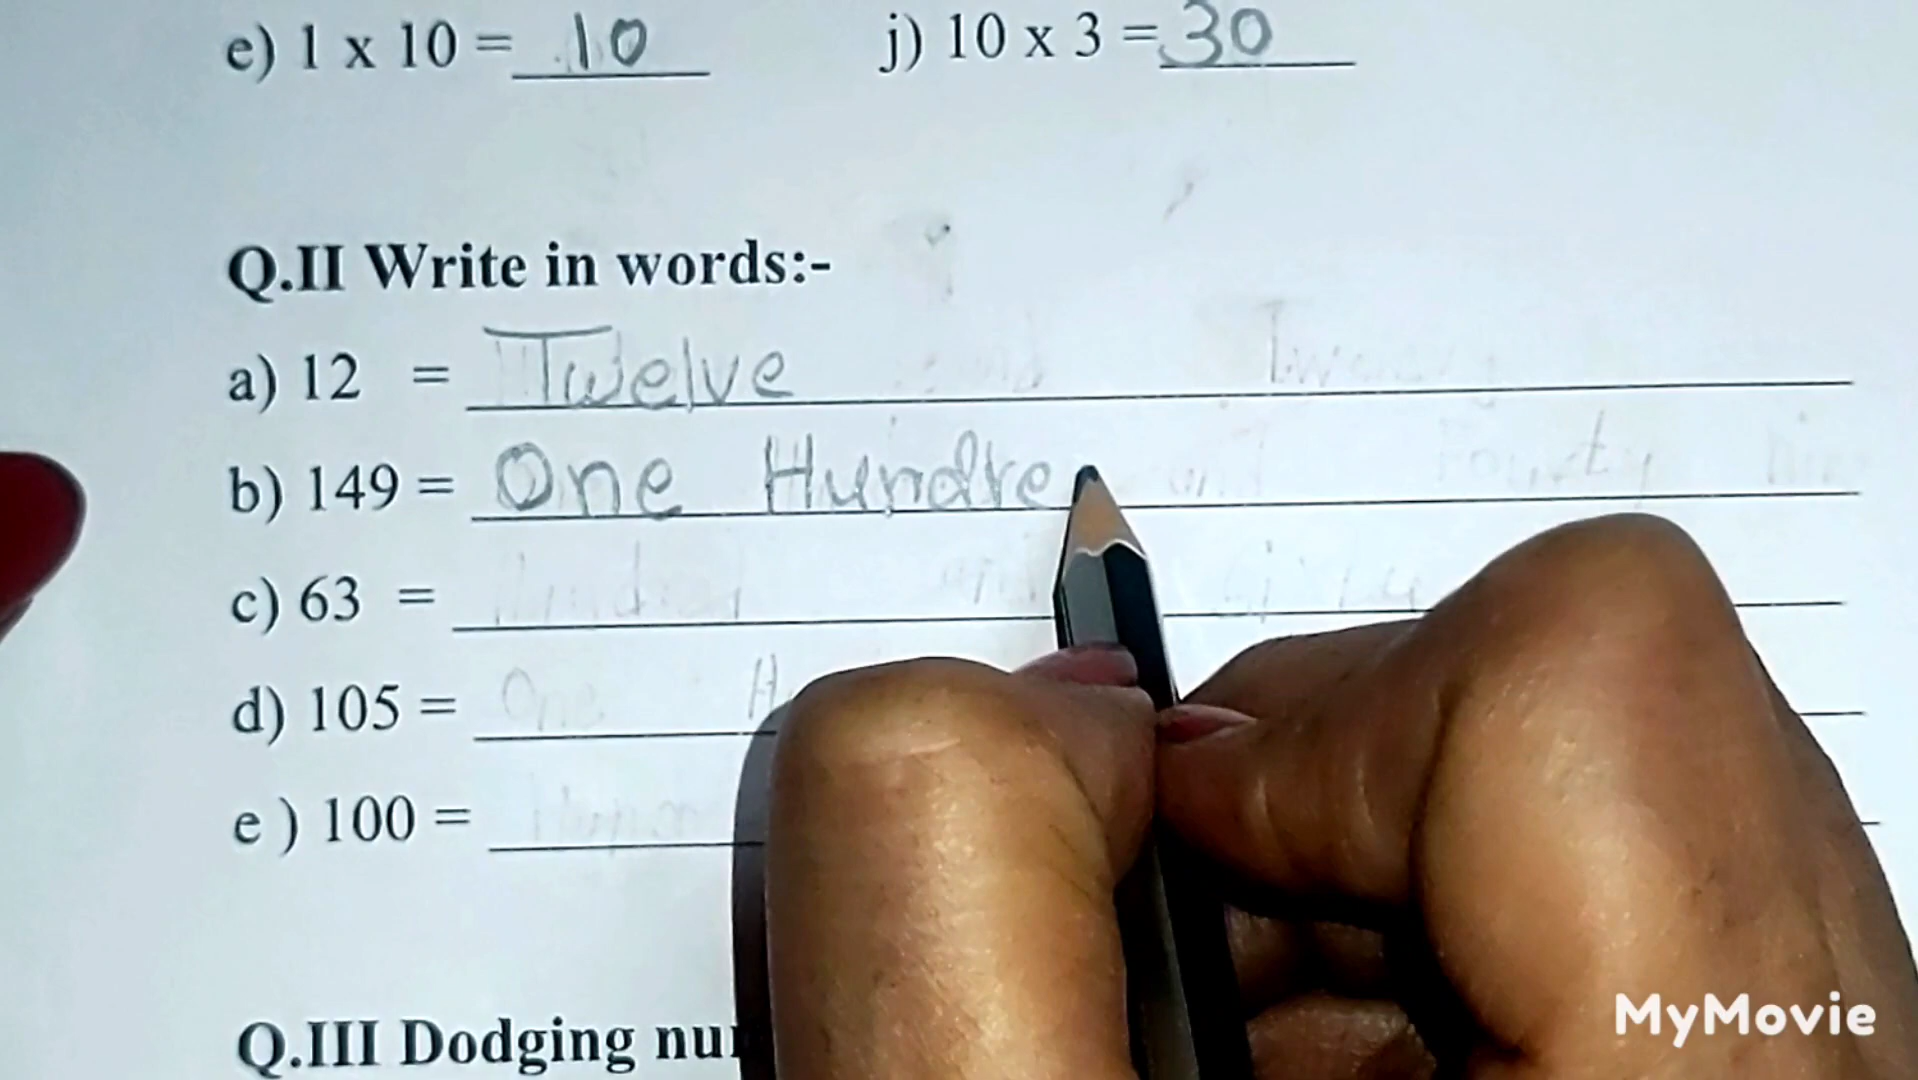 e) 1 x 10 = 10 j) 10 x 3 = 30
Q.II Write in words:-
a) 12 = Twelve
b) 149 = One Hundre
c) 63 =
d) 105 = One
e ) 100 =
Q.III Dodging
MyMovie